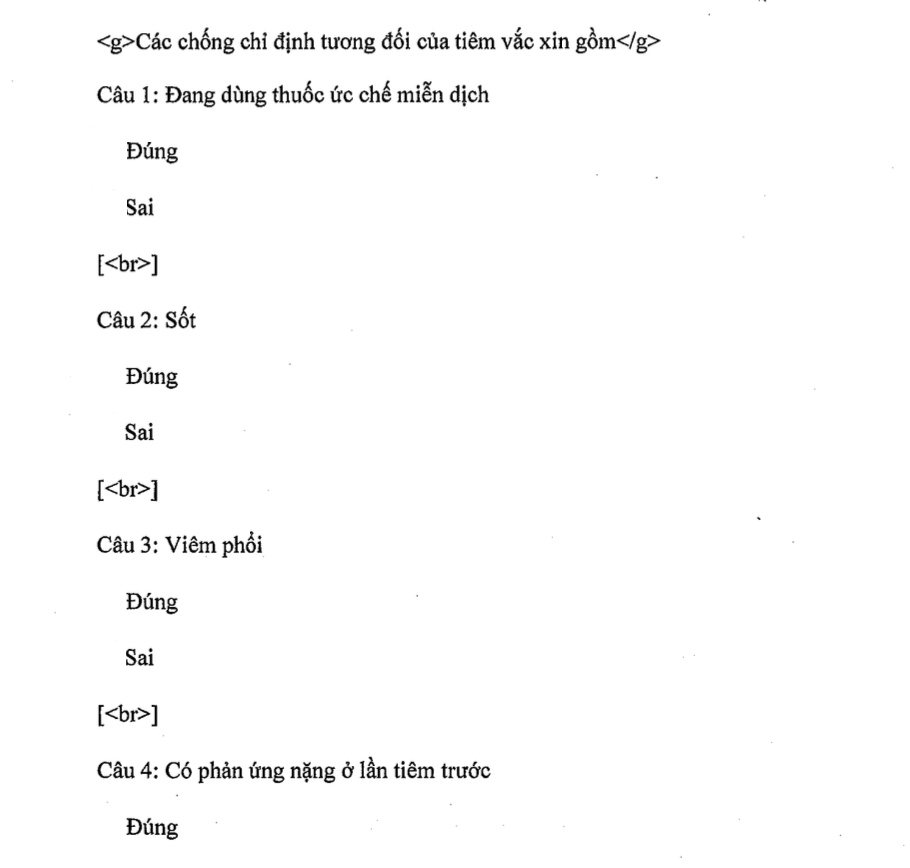 <g>Các chống chỉ định tương đối của tiêm vắc xin gồm</g>
Câu 1: Đang dùng thuốc ức chế miễn dịch
Đúng
Sai
[<br>]
Câu 2: Sốt
Đúng
Sai
[<br>]
Câu 3: Viêm phổi
Đúng
Sai
[<br>]
Câu 4: Có phản ứng nặng ở lần tiêm trước
Đúng